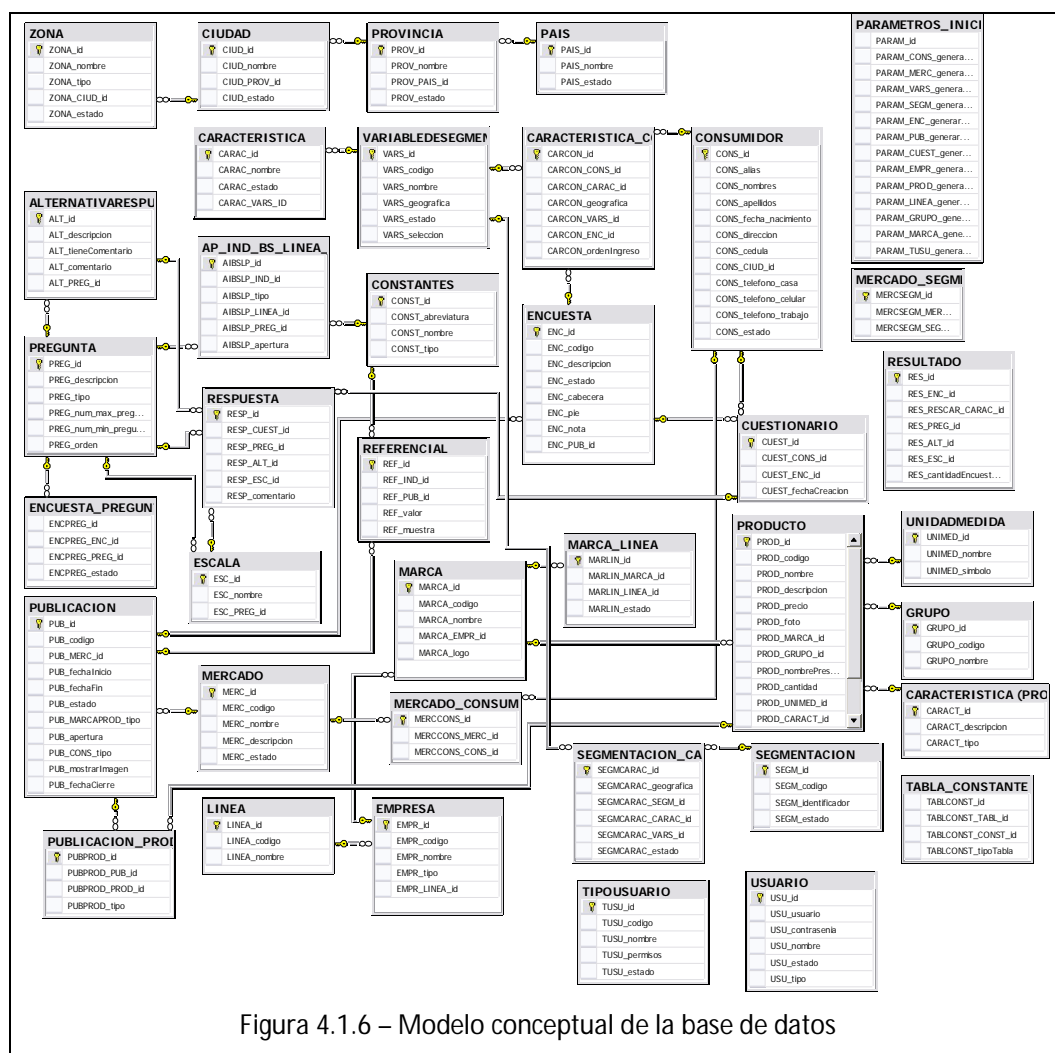 ZONA
ZONA_id
ZONA_nombre
ZONA_tipo
ZONA_CIUD_id
ZONA_estado
CIUDAD
CIUD_id
CIUD_nombre
CIUD_PROV_id
CIUD_estado
PROVINCIA
PROV_id
PROV_nombre
PROV_PAIS_id
PROV_estado
PAIS
PAIS_id
PAIS_nombre
PAIS_estado
PARAMETROS_INICI
PARAM_id
PARAM_CONS_genera...
PARAM_MERC_genera...
PARAM_VARS_genera...
PARAM_SEGM_genera...
PARAM_ENC_generar...
PARAM_PUB_generar...
PARAM_CUEST_gener...
PARAM_EMPR_genera...
PARAM_PROD_genera...
PARAM_LINEA_gener...
PARAM_GRUPO_gene...
PARAM_MARCA_gene...
PARAM_TUSU_genera...
CARACTERISTICA
CARAC_id
CARAC_nombre
CARAC_estado
CARAC_VARS_ID
VARIABLEDESEGMEN
VARS_id
VARS_codigo
VARS_nombre
VARS_geografica
VARS_estado
VARS_seleccion
CARACTERISTICA_CO
CARCON_id
CARCON_CONS_id
CARCON_CARAC_id
CARCON_geografica
CARCON_VARS_id
CARCON_ENC_id
CARCON_ordenIngreso
CONSUMIDOR
CONS_id
CONS_alias
CONS_nombres
CONS_apellidos
CONS_fecha_nacimiento
CONS_direccion
CONS_cedula
CONS_CIUD_id
CONS_telefono_casa
CONS_telefono_celular
CONS_telefono_trabajo
CONS_estado
ALTERNATIVARESPU
ALT_id
ALT_descripcion
ALT_tieneComentario
ALT_comentario
ALT_PREG_id
AP_IND_BS_LINEA_
AIBSLP_id
AIBSLP_IND_id
AIBSLP_tipo
AIBSLP_LINEA_id
AIBSLP_PREG_id
AIBSLP_apertura
CONSTANTES
CONST_id
CONST_abreviatura
CONST_nombre
CONST_tipo
ENCUESTA
ENC_id
ENC_codigo
ENC_descripcion
ENC_estado
ENC_cabecera
ENC_pie
ENC_nota
ENC_PUB_id
MERCADO_SEGME
MERCSEGM_id
MERCSEGM_MER...
MERCSEGM_SEG...
PREGUNTA
PREG_id
PREG_descripcion
PREG_tipo
PREG_num_max_preg...
PREG_num_min_pregu...
PREG_orden
RESPUESTA
RESP_id
RESP_CUEST_id
RESP_PREG_id
RESP_ALT_id
RESP_ESC_id
RESP_comentario
REFERENCIAL
REF_id
REF_IND_id
REF_PUB_id
REF_valor
REF_muestra
CUESTIONARIO
CUEST_id
CUEST_CONS_id
CUEST_ENC_id
CUEST_fechaCreacion
RESULTADO
RES_id
RES_ENC_id
RES_RESCAR_CARAC_id
RES_PREG_id
RES_ALT_id
RES_ESC_id
RES_cantidadEncuest...
ENCUESTA_PREGUN
ENCPREG_id
ENCPREG_ENC_id
ENCPREG_PREG_id
ENCPREG_estado
ESCALA
ESC_id
ESC_nombre
ESC_PREG_id
MARCA
MARCA_id
MARCA_codigo
MARCA_nombre
MARCA_EMPR_id
MARCA_logo
MARCA_LINEA
MARLIN_id
MARLIN_MARCA_id
MARLIN_LINEA_id
MARLIN_estado
PRODUCTO
PROD_id
PROD_codigo
PROD_nombre
PROD_descripcion
PROD_precio
PROD_foto
PROD_MARCA_id
PROD_GRUPO_id
PROD_nombrePres...
PROD_cantidad
PROD_UNIMED_id
PROD_CARACT_id
UNIDADMEDIDA
UNIMED_id
UNIMED_nombre
UNIMED_simbolo
GRUPO
GRUPO_id
GRUPO_codigo
GRUPO_nombre
CARACTERISTICA (PRO
CARACT_id
CARACT_descripcion
CARACT_tipo
PUBLICACION
PUB_id
PUB_codigo
PUB_MERC_id
PUB_fechaInicio
PUB_fechaFin
PUB_estado
PUB_MARCAPROD_tipo
PUB_apertura
PUB_CONS_tipo
PUB_mostrarImagen
PUB_fechaCierre
MERCADO
MERC_id
MERC_codigo
MERC_nombre
MERC_descripcion
MERC_estado
MERCADO_CONSUM
MERCCONS_id
MERCCONS_MERC_id
MERCCONS_CONS_id
SEGMENTACION_CA
SEGMCARAC_id
SEGMCARAC_geografica
SEGMCARAC_SEGM_id
SEGMCARAC_CARAC_id
SEGMCARAC_VARS_id
SEGMCARAC_estado
SEGMENTACION
SEGM_id
SEGM_codigo
SEGM_identificador
SEGM_estado
TABLA_CONSTANTE
TABLCONST_id
TABLCONST_TABL_id
TABLCONST_CONST_id
TABLCONST_tipoTabla
PUBLICACION_PROD
PUBPROD_id
PUBPROD_PUB_id
PUBPROD_PROD_id
PUBPROD_tipo
LINEA
LINEA_id
LINEA_codigo
LINEA_nombre
EMPRESA
EMPR_id
EMPR_codigo
EMPR_nombre
EMPR_tipo
EMPR_LINEA_id
TIPOUSUARIO
TUSU_id
TUSU_codigo
TUSU_nombre
TUSU_permisos
TUSU_estado
USUARIO
USU_id
USU_usuario
USU_contrasenia
USU_nombre
USU_estado
USU_tipo
Figura 4.1.6 – Modelo conceptual de la base de datos